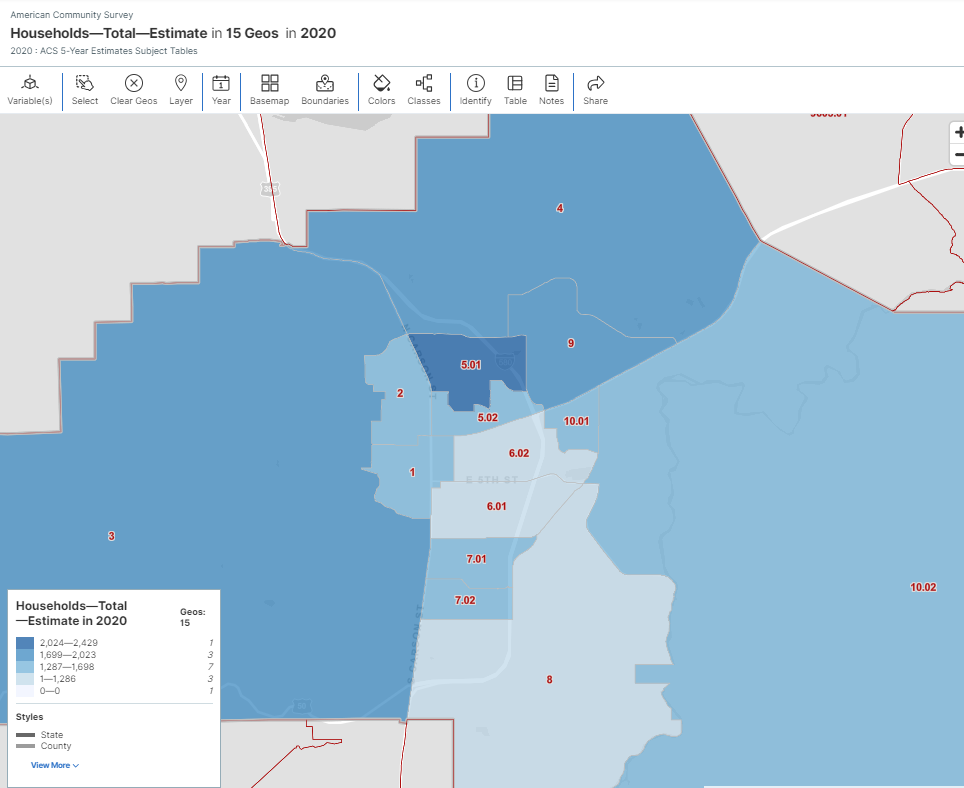 American Community Survey
Households—Total—Estimate in 15 Geos in 2020
2020 : ACS 5-Year Estimates Subject Tables
Variable(s) Select Clear Geos Layer Year Basemap Boundaries Colors Classes Identify Table Notes Share
1
+
−
4
9
5.01
2
5.02
10.01
6.02
1
E 5TH ST
6.01
3
7.01
10.02
7.02
8
Households—Total
—Estimate in 2020
Geos:
15
2,024—2,429 1
1,699—2,023 3
1,287—1,698 7
1—1,286 3
0—0 1
Styles
State
County
View More